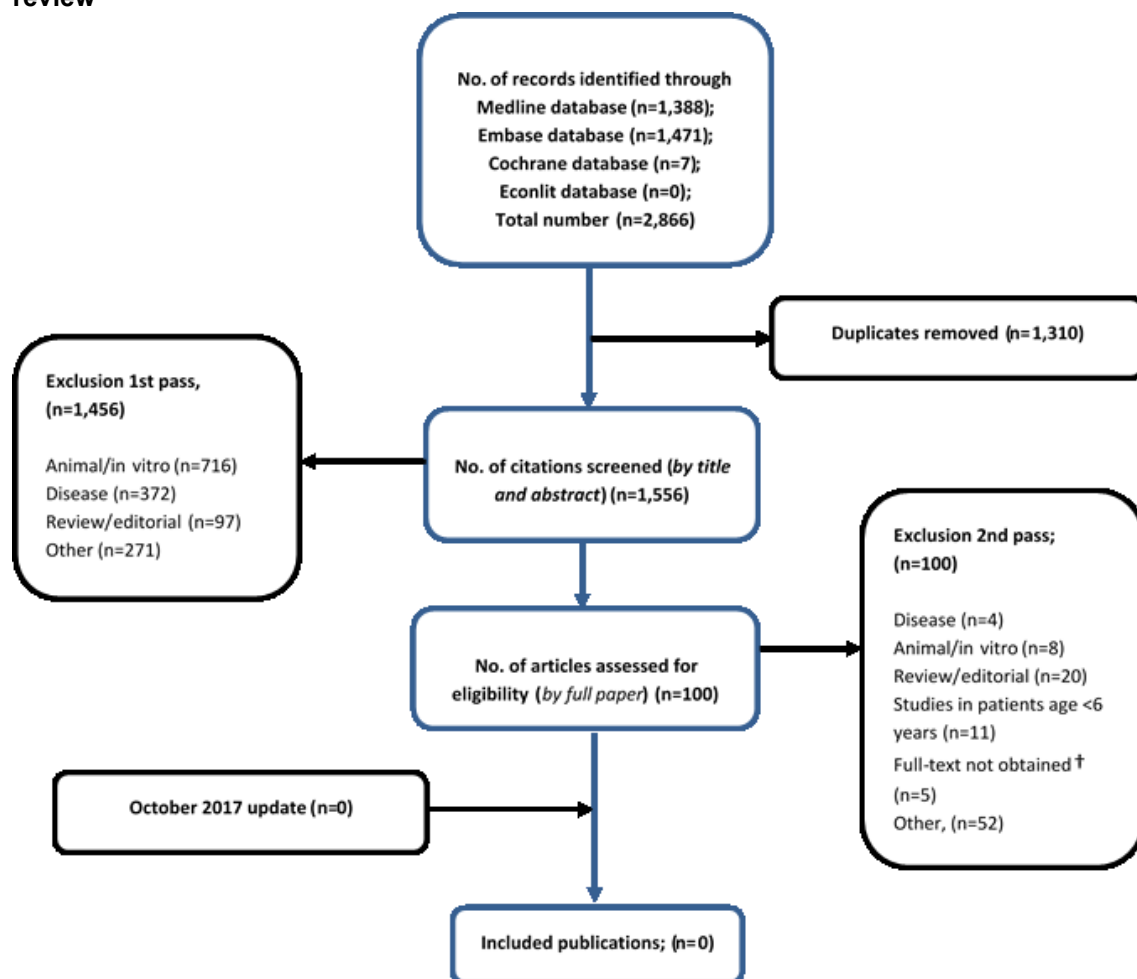 review
No. of records identified through
Medline database (n=1,388);
Embase database (n=1,471);
Cochrane database (n=7);
Econlit database (n=0);
Total number (n=2,866)
Duplicates removed (n=1,310)
Exclusion 1st pass,
(n=1,456)
Animal/in vitro (n=716)
Disease (n=372)
Review/editorial (n=97)
Other (n=271)
No. of citations screened (by title
and abstract) (n=1,556)
Exclusion 2nd pass;
(n=100)
Disease (n=4)
Animal/in vitro (n=8)
Review/editorial (n=20)
Studies in patients age <6
years (n=11)
Full-text not obtained †
(n=5)
Other, (n=52)
No. of articles assessed for
eligibility (by full paper) (n=100)
October 2017 update (n=0)
Included publications; (n=0)